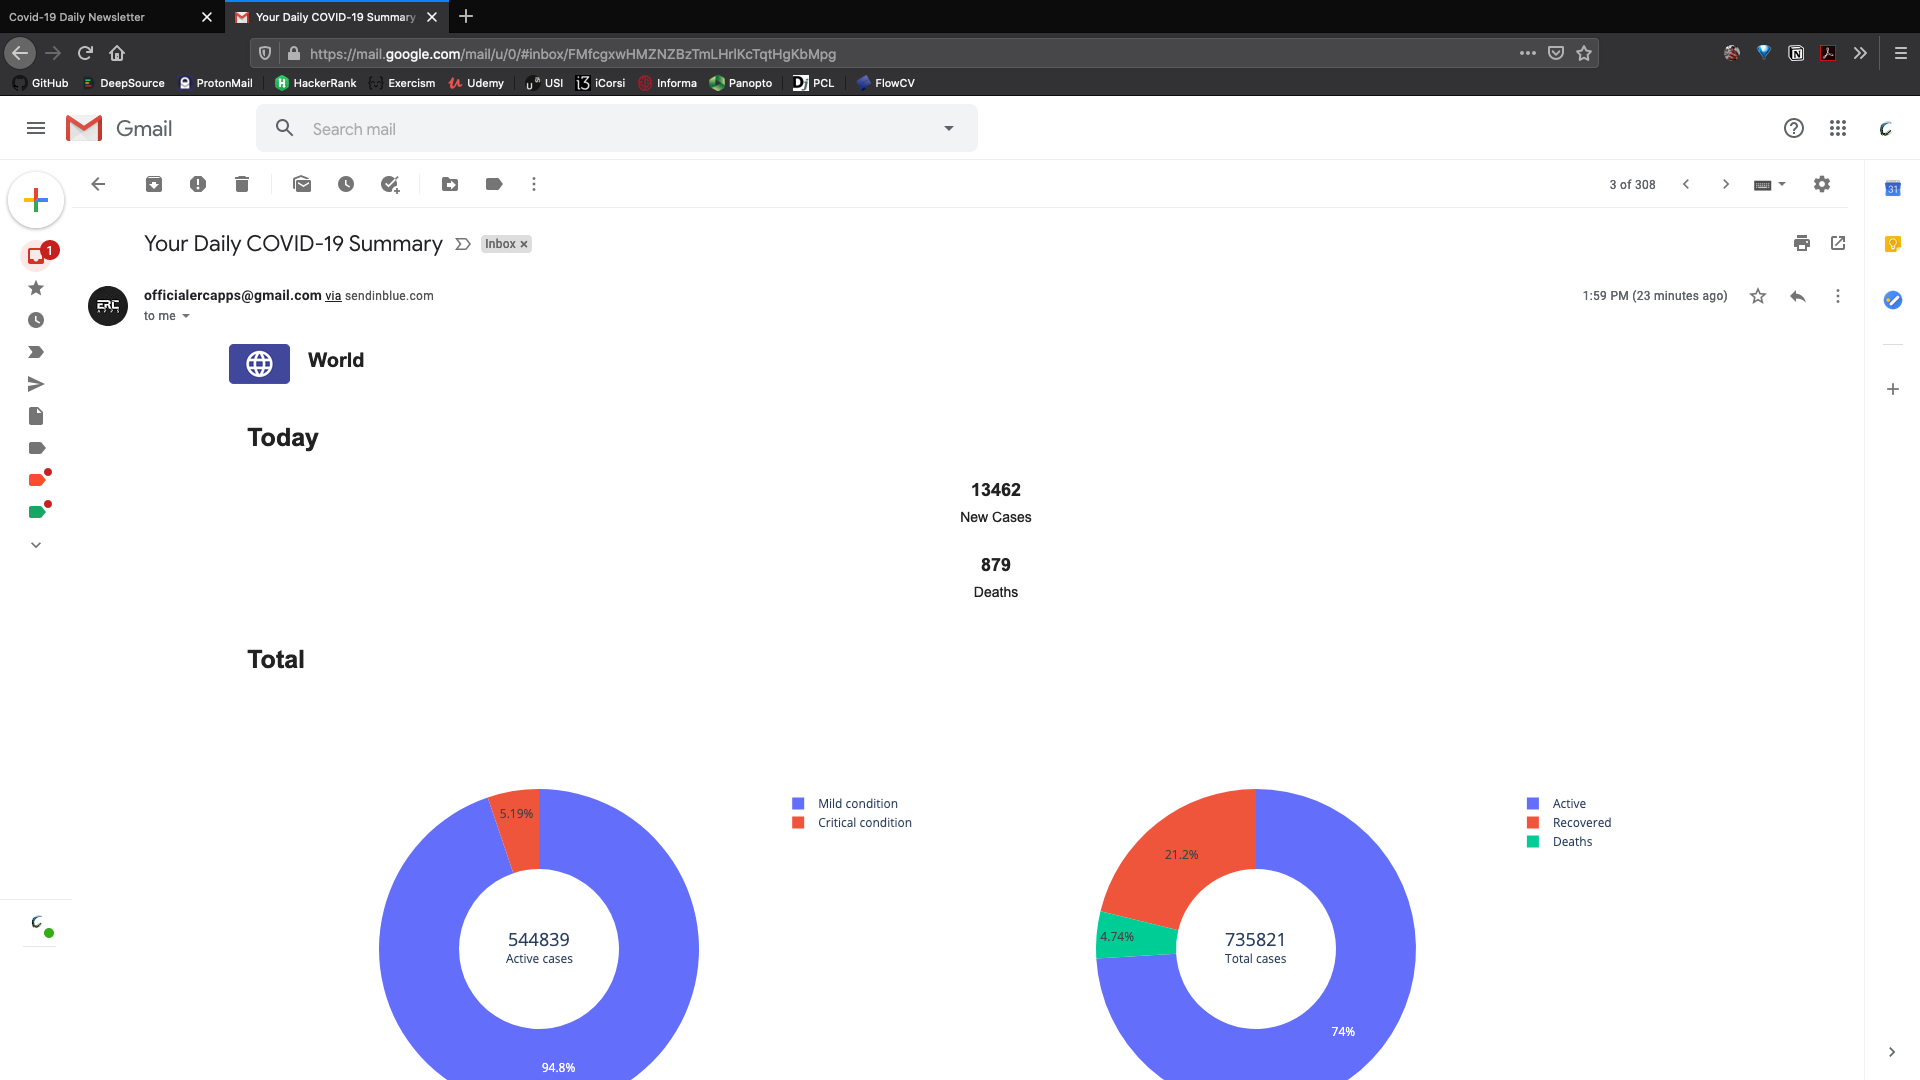 Covid-19 Daily Newsletter
Your Daily COVID-19 Summary
https://mail.google.com/mail/u/0/#inbox/FMfcgxwHMZNZBzTmLHrlKcTqtHgKbMpg
GitHub DeepSource ProtonMail HackerRank Exercism Udemy USI iCorsi Informa Panopto PCL FlowCV
Gmail
Search mail
3 of 308
31
1
Your Daily COVID-19 Summary
Inbox ×
ERC
APPS
officialercapps@gmail.com via sendinblue.com
1:59 PM (23 minutes ago)
to me
World
Today
13462
New Cases
879
Deaths
Total
5.19%
94.8%
544839
Active cases
Mild condition
Critical condition
21.2%
4.74%
74%
735821
Total cases
Active
Recovered
Deaths